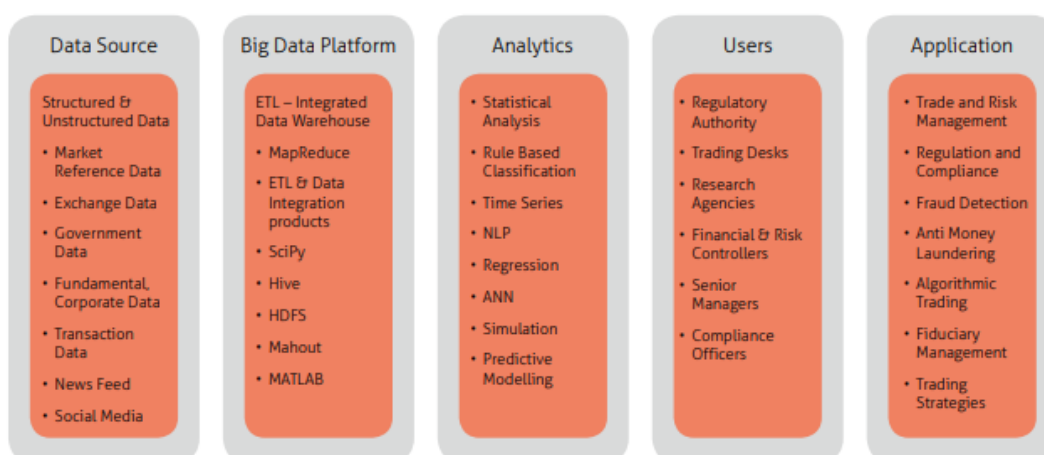 Data Source
Structured &
Unstructured Data
• Market
Reference Data
• Exchange Data
• Government
Data
• Fundamental,
Corporate Data
• Transaction
Data
• News Feed
• Social Media
Big Data Platform
ETL – Integrated
Data Warehouse
• MapReduce
• ETL & Data
Integration
products
• SciPy
• Hive
• HDFS
• Mahout
• MATLAB
Analytics
• Statistical
Analysis
• Rule Based
Classification
• Time Series
• NLP
• Regression
• ANN
• Simulation
• Predictive
Modelling
Users
• Regulatory
Authority
• Trading Desks
• Research
Agencies
• Financial & Risk
Controllers
• Senior
Managers
• Compliance
Officers
Application
• Trade and Risk
Management
• Regulation and
Compliance
• Fraud Detection
• Anti Money
Laundering
• Algorithmic
Trading
• Fiduciary
Management
• Trading
Strategies